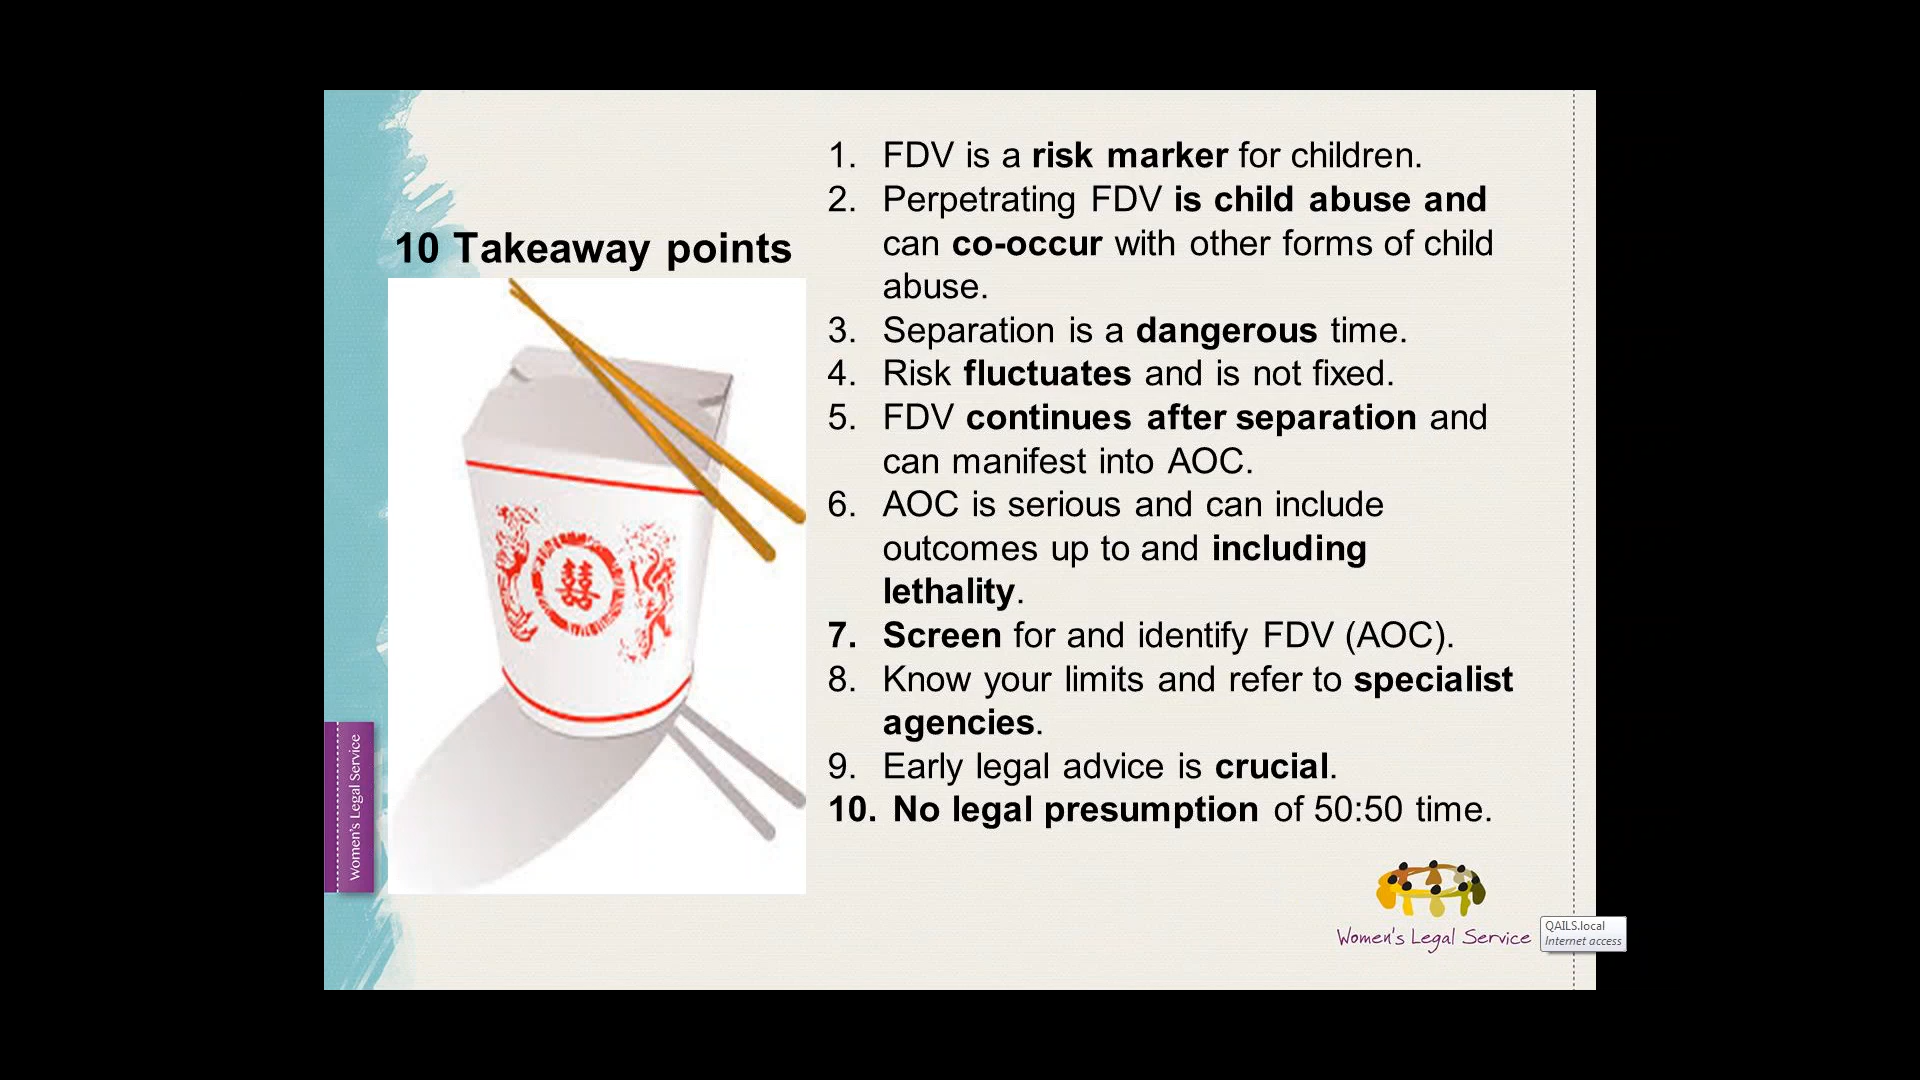 10 Takeaway points
1. FDV is a risk marker for children.
2. Perpetrating FDV is child abuse and
can co-occur with other forms of child
abuse.
3. Separation is a dangerous time.
4. Risk fluctuates and is not fixed.
5. FDV continues after separation and
can manifest into AOC.
6. AOC is serious and can include
outcomes up to and including
lethality.
7. Screen for and identify FDV (AOC).
8. Know your limits and refer to specialist
agencies.
9. Early legal advice is crucial.
10. No legal presumption of 50:50 time.
囍
Women's Legal Service
Women's Legal Service
QAILS.local
Internet access